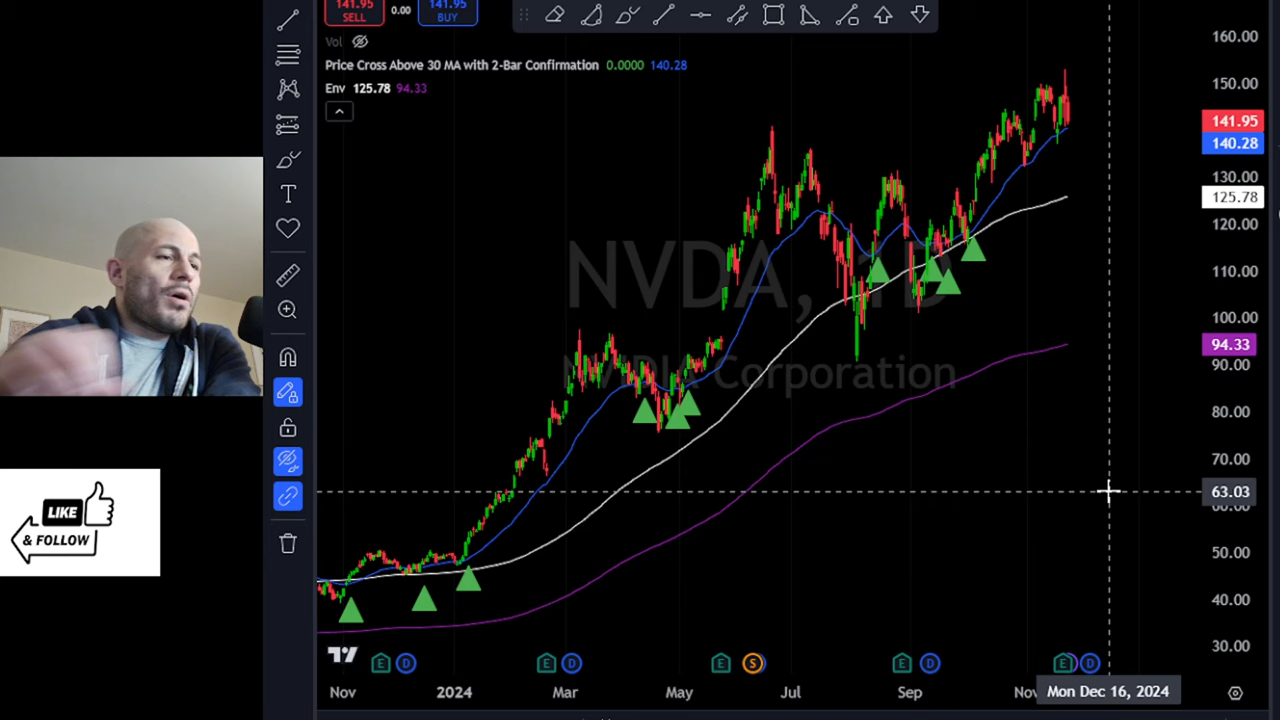 141.95
SELL
0.00
141.95
BUY
Vol
Price Cross Above 30 MA with 2-Bar Confirmation 0.0000 140.28
Env 125.78 94.33
T
NVDA, 1D
NVIDIA Corporation
160.00
150.00
141.95
140.28
130.00
125.78
120.00
110.00
100.00
94.33
90.00
80.00
70.00
63.03
60.00
50.00
40.00
30.00
LIKE
& FOLLOW
E D E D E S E D E D
Nov 2024 Mar May Jul Sep Nov Mon Dec 16, 2024